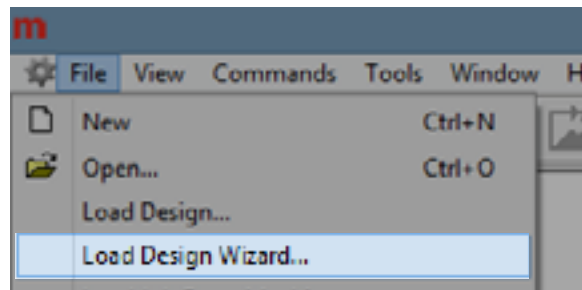 m
File View Commands Tools Window H
New Ctrl+N
Open... Ctrl+O
Load Design...
Load Design Wizard...